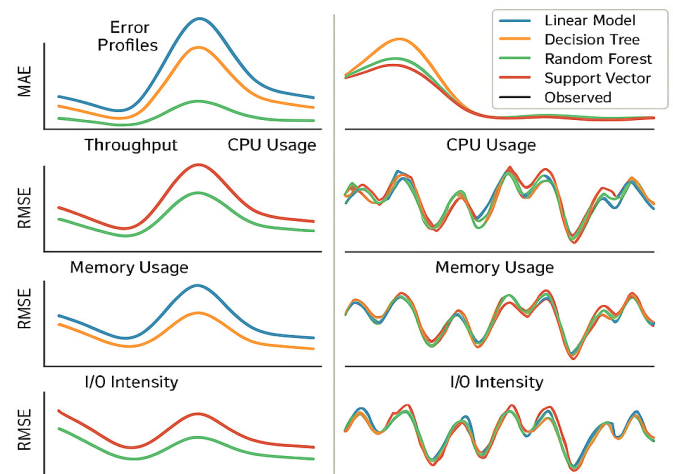 Error
Profiles
MAE
Linear Model
Decision Tree
Random Forest
Support Vector
Observed
Throughput
CPU Usage
CPU Usage
RMSE
Memory Usage
Memory Usage
RMSE
I/O Intensity
I/O Intensity
RMSE